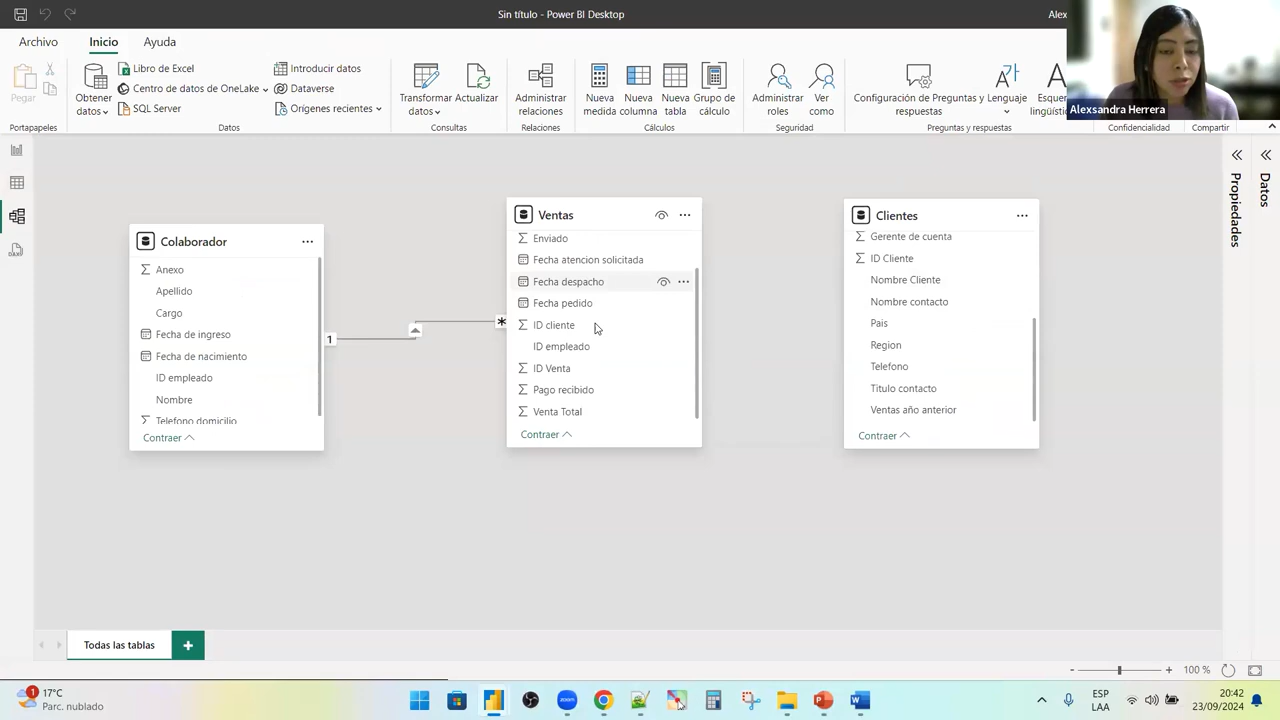 Sin título - Power BI Desktop
Alex
Archivo
Inicio
Ayuda
Pegar
Portapapeles
Obtener
datos
Libro de Excel
Centro de datos de OneLake
SQL Server
Introducir datos
Dataverse
Orígenes recientes
Datos
Transformar
datos
Actualizar
Consultas
Administrar
relaciones
Relaciones
Nueva
medida
Nueva
columna
Nueva
tabla
Grupo de
cálculo
Cálculos
Administrar
roles
Ver
como
Seguridad
Configuración de Preguntas y
respuestas
Lenguaje
Esque
lingüísti
Preguntas y respuestas
Confidencialidad
Compartir
Alexsandra Herrera
Colaborador
Anexo
Apellido
Cargo
Fecha de ingreso
Fecha de nacimiento
ID empleado
Nombre
Telefono domicilio
Contraer
1
*
Ventas
Enviado
Fecha atencion solicitada
Fecha despacho
Fecha pedido
ID cliente
ID empleado
ID Venta
Pago recibido
Venta Total
Contraer
Clientes
Gerente de cuenta
ID Cliente
Nombre Cliente
Nombre contacto
Pais
Region
Telefono
Titulo contacto
Ventas año anterior
Contraer
Propiedades
Datos
Todas las tablas
+
- + 100 %
1
17°C
Parc. nublado
ESP
LAA
20:42
23/09/2024